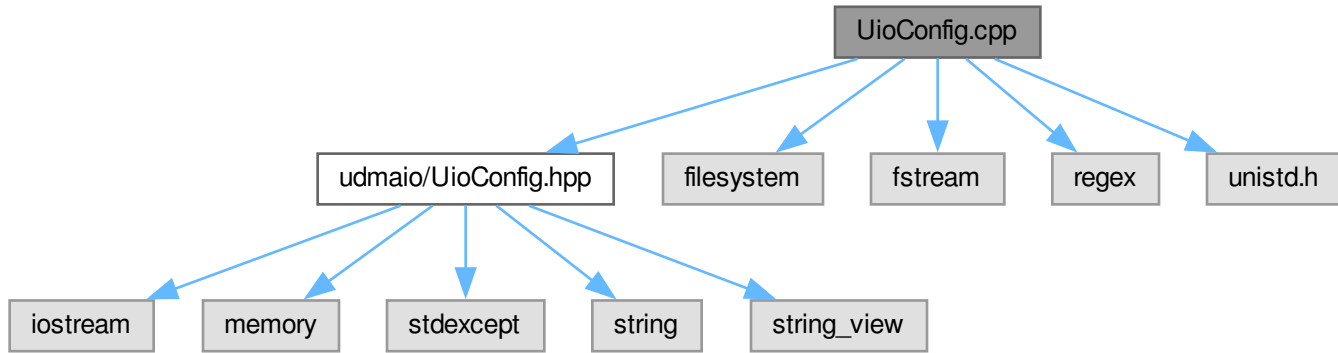 UioConfig.cpp
udmaio/UioConfig.hpp
filesystem
fstream
regex
unistd.h
iostream
memory
stdexcept
string
string_view